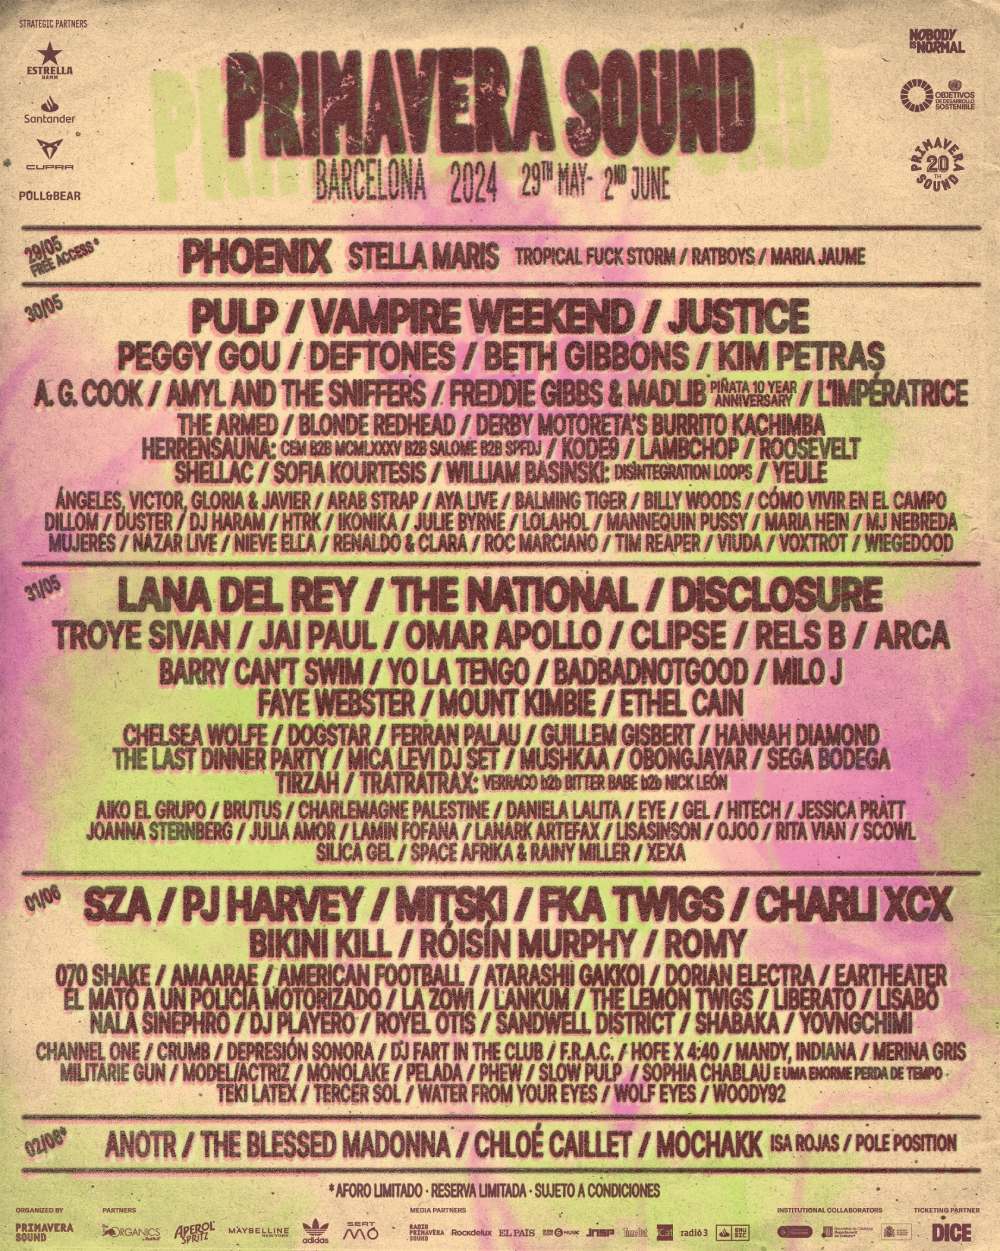 STRATEGIC PARTNERS
ESTRELLA
DAMM
Santander
CUPRA
PULL&BEAR
NOBODY
IS NORMAL
OBJETIVOS
DE DESARROLLO
SOSTENIBLE
PRIMAVERA
20TH
SOUND
PRIMAVERA SOUND
BARCELONA 2024 29TH MAY- 2ND JUNE
29/05
FREE ACCESS*
PHOENIX STELLA MARIS TROPICAL FUCK STORM / RATBOYS / MARIA JAUME
30/05
PULP / VAMPIRE WEEKEND / JUSTICE
PEGGY GOU / DEFTONES / BETH GIBBONS / KIM PETRAS
A. G. COOK / AMYL AND THE SNIFFERS / FREDDIE GIBBS & MADLIB PIÑATA 10 YEAR ANNIVERSARY / L'IMPÉRATRICE
THE ARMED / BLONDE REDHEAD / DERBY MOTORETA'S BURRITO KACHIMBA
HERRENSAUNA: CEM B2B MCMLXXXV B2B SALOME B2B SPFDJ / KODE9 / LAMBCHOP / ROOSEVELT
SHELLAC / SOFIA KOURTESIS / WILLIAM BASINSKI: DISINTEGRATION LOOPS / YEULE
ÁNGELES, VICTOR, GLORIA & JAVIER / ARAB STRAP / AYA LIVE / BALMING TIGER / BILLY WOODS / CÓMO VIVIR EN EL CAMPO
DILLOM / DUSTER / DJ HARAM / HTRK / IKONIKA / JULIE BYRNE / LOLAHOL / MANNEQUIN PUSSY / MARIA HEIN / MJ NEBREDA
MUJERES / NAZAR LIVE / NIEVE ELLA / RENALDO & CLARA / ROC MARCIANO / TIM REAPER / VIUDA / VOXTROT / WIEGEDOOD
31/05
LANA DEL REY / THE NATIONAL / DISCLOSURE
TROYE SIVAN / JAI PAUL / OMAR APOLLO / CLIPSE / RELS B / ARCA
BARRY CAN'T SWIM / YO LA TENGO / BADBADNOTGOOD / MILO J
FAYE WEBSTER / MOUNT KIMBIE / ETHEL CAIN
CHELSEA WOLFE / DOGSTAR / FERRAN PALAU / GUILLEM GISBERT / HANNAH DIAMOND
THE LAST DINNER PARTY / MICA LEVI DJ SET / MUSHKAA / OBONGJAYAR / SEGA BODEGA
TIRZAH / TRATRATRAX: VERRACO b2b BITTER BABE b2b NICK LEÓN
AIKO EL GRUPO / BRUTUS / CHARLEMAGNE PALESTINE / DANIELA LALITA / EYE / GEL / HITECH / JESSICA PRATT
JOANNA STERNBERG / JULIA AMOR / LAMIN FOFANA / LANARK ARTEFAX / LISASINSON / OJOO / RITA VIAN / SCOWL
SILICA GEL / SPACE AFRIKA & RAINY MILLER / XEXA
01/06
SZA / PJ HARVEY / MITSKI / FKA TWIGS / CHARLI XCX
BIKINI KILL / RÓISÍN MURPHY / ROMY
070 SHAKE / AMAARAE / AMERICAN FOOTBALL / ATARASHII GAKKO! / DORIAN ELECTRA / EARTHEATER
EL MATÓ A UN POLICÍA MOTORIZADO / LA ZOWI / LANKUM / THE LEMON TWIGS / LIBERATO / LISABÖ
NALA SINEPHRO / DJ PLAYERO / ROYEL OTIS / SANDWELL DISTRICT / SHABAKA / YOVNGCHIMI
CHANNEL ONE / CRUMB / DEPRESIÓN SONORA / DJ FART IN THE CLUB / F.R.A.C. / HOFE X 4:40 / MANDY, INDIANA / MERINA GRIS
MILITARIE GUN / MODEL/ACTRIZ / MONOLAKE / PELADA / PHEW / SLOW PULP / SOPHIA CHABLAU E UMA ENORME PERDA DE TEMPO
TEKI LATEX / TERCER SOL / WATER FROM YOUR EYES / WOLF EYES / WOODY92
02/06*
ANOTR / THE BLESSED MADONNA / CHLOÉ CAILLET / MOCHAKK ISA ROJAS / POLE POSITION
*AFORO LIMITADO · RESERVA LIMITADA · SUJETO A CONDICIONES
ORGANIZED BY
PRIMAVERA
SOUND
PARTNERS
ORGANICS
APEROL
SPRITZ
MAYBELLINE
NEW YORK
adidas
SEAT
MÓ
MEDIA PARTNERS
RADIO
PRIMAVERA
SOUND
Rockdelux
EL PAÍS
radio 3
INSTITUTIONAL COLLABORATORS
TICKETING PARTNER
DICE